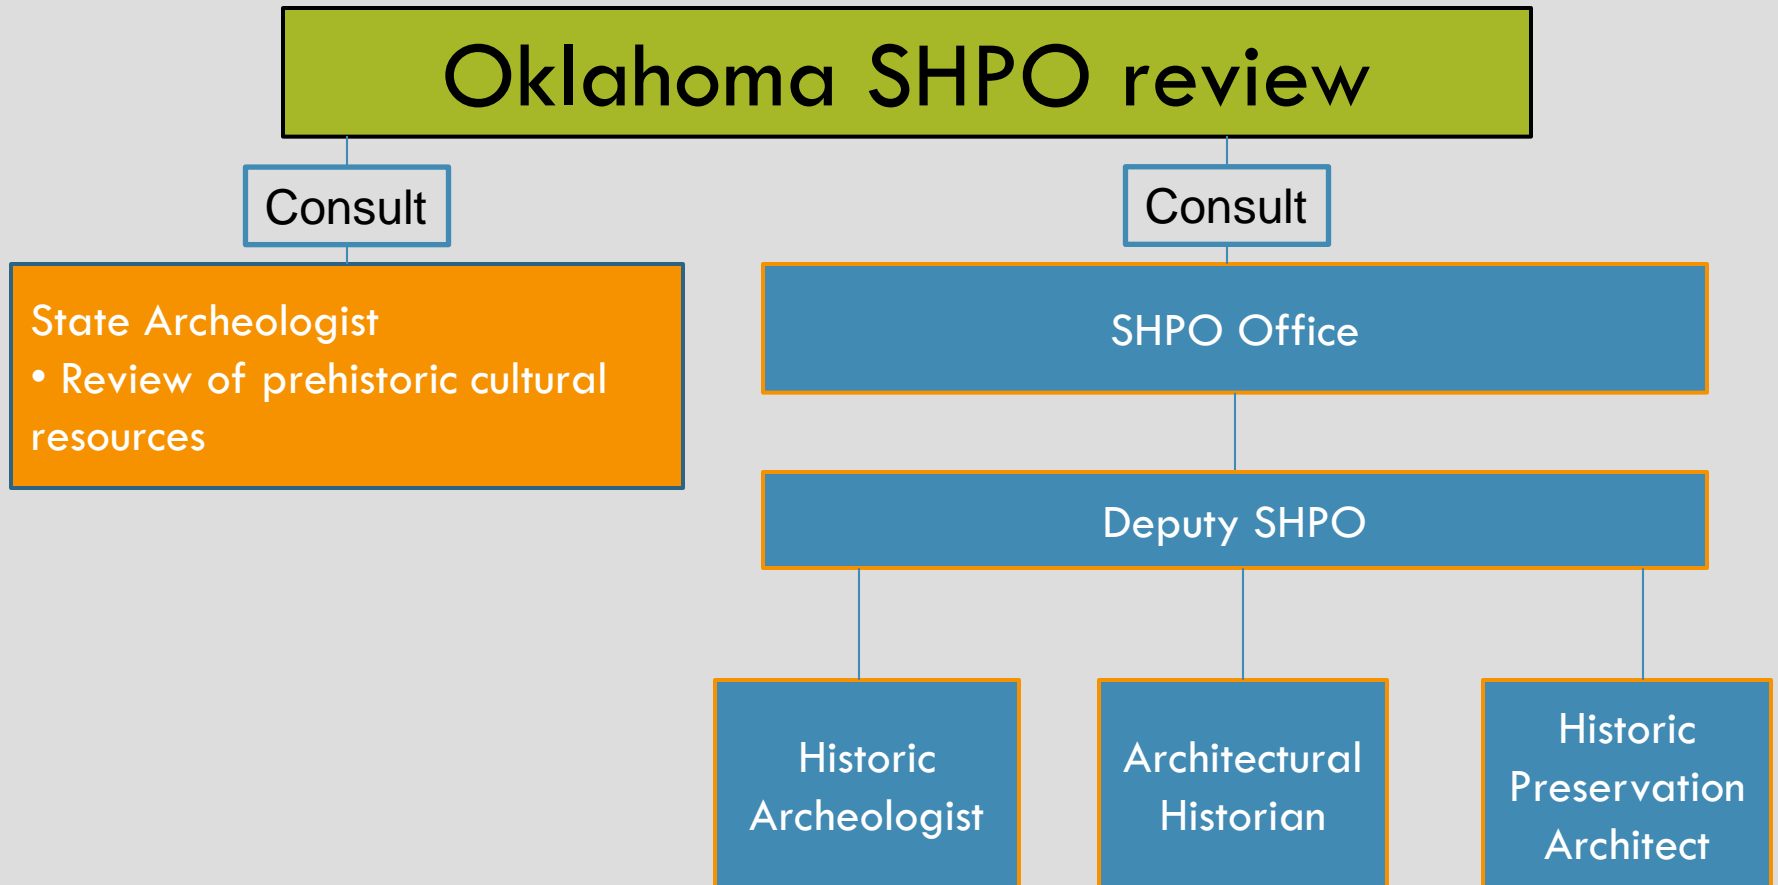 Oklahoma SHPO review
Consult
Consult
State Archeologist
• Review of prehistoric cultural
resources
SHPO Office
Deputy SHPO
Historic
Archeologist
Architectural
Historian
Historic
Preservation
Architect